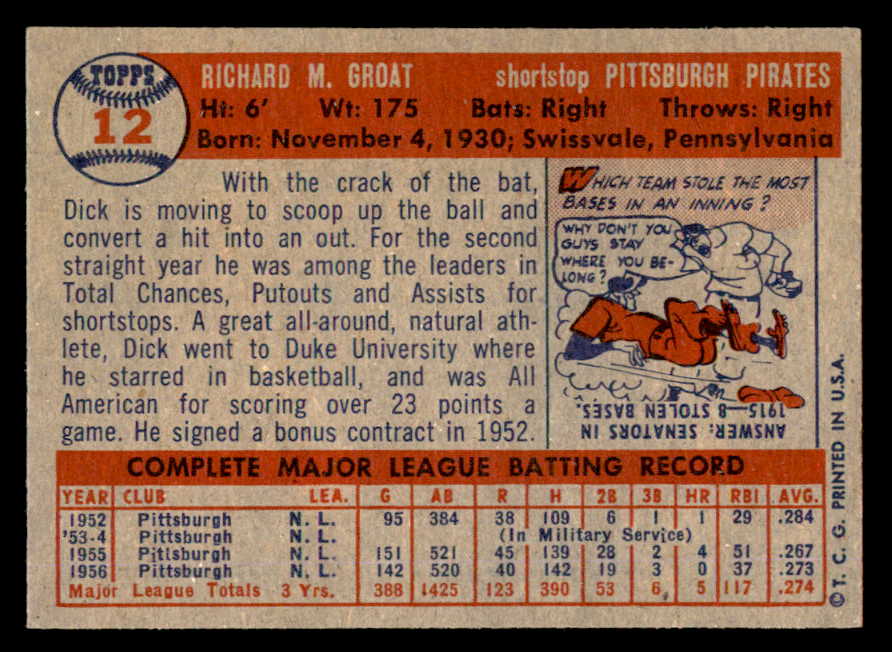 TOPPS
12
RICHARD M. GROAT shortstop PITTSBURGH PIRATES
Ht: 6' Wt: 175 Bats: Right Throws: Right
Born: November 4, 1930; Swissvale, Pennsylvania
With the crack of the bat,
Dick is moving to scoop up the ball and
convert a hit into an out. For the second
straight year he was among the leaders in
Total Chances, Putouts and Assists for
shortstops. A great all-around, natural ath-
lete, Dick went to Duke University where
he starred in basketball, and was All
American for scoring over 23 points a
game. He signed a bonus contract in 1952.
WHICH TEAM STOLE THE MOST
BASES IN AN INNING?
WHY DON'T YOU
GUYS STAY
WHERE YOU BE-
LONG?
ANSWER: SENATORS IN
1915—8 STOLEN BASES.
COMPLETE MAJOR LEAGUE BATTING RECORD
YEAR CLUB LEA. G AB R H 2B 3B HR RBI AVG.
1952 Pittsburgh N. L. 95 384 38 109 6 1 1 29 .284
'53-4 (In Military Service)
1955 Pittsburgh N. L. 151 521 45 139 28 2 4 51 .267
1956 Pittsburgh N. L. 142 520 40 142 19 3 0 37 .273
Major League Totals 3 Yrs. 388 1425 123 390 53 6 5 117 .274
© T. C. G. PRINTED IN U.S.A.